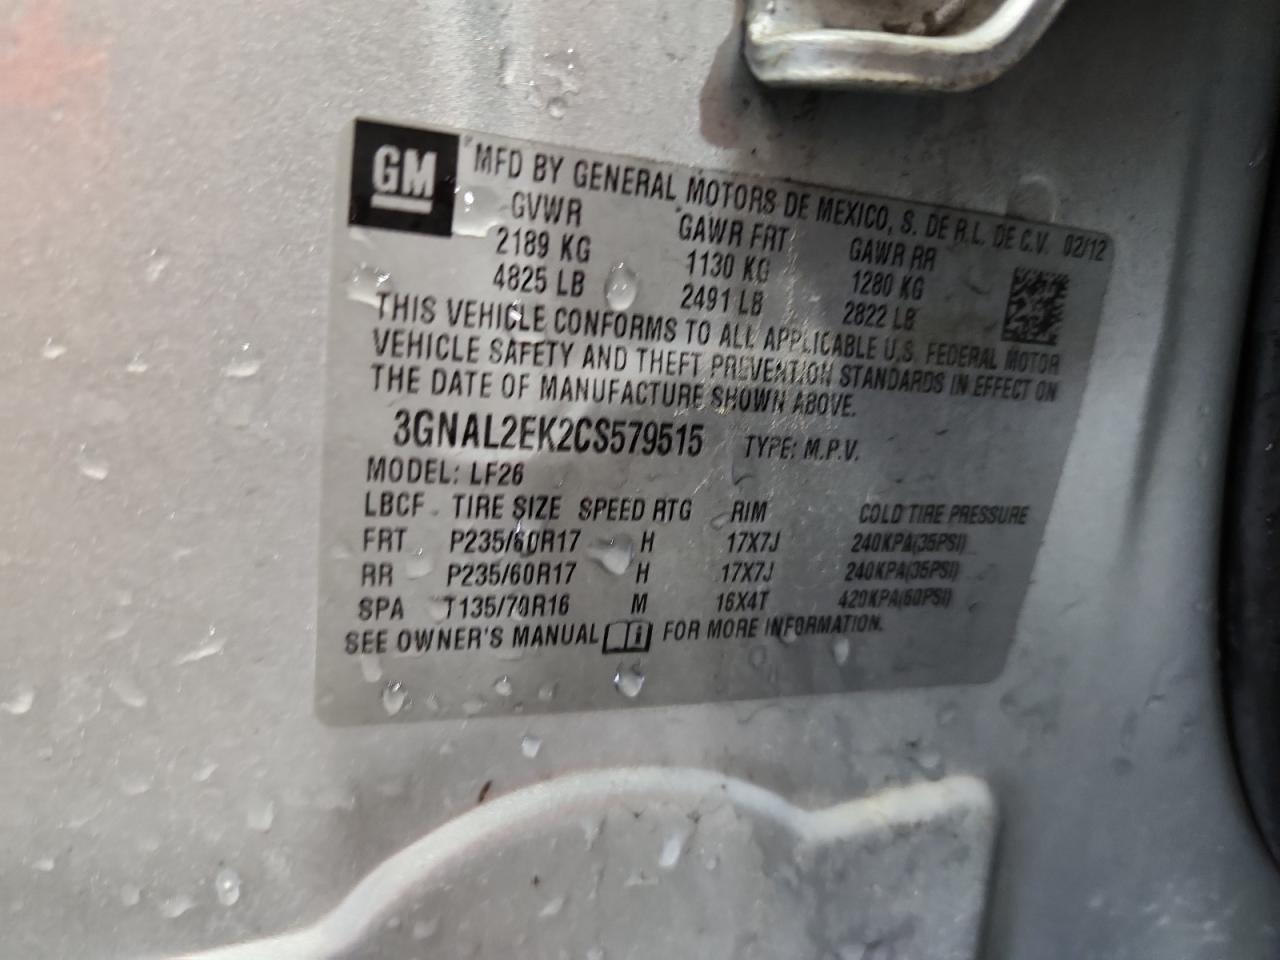 GM
MFD BY GENERAL MOTORS DE MEXICO, S. DE R.L. DE C.V. 02/12
GVWR GAWR FRT GAWR RR
2189 KG 1130 KG 1280 KG
4825 LB 2491 LB 2822 LB
THIS VEHICLE CONFORMS TO ALL APPLICABLE U.S. FEDERAL MOTOR
VEHICLE SAFETY AND THEFT PREVENTION STANDARDS IN EFFECT ON
THE DATE OF MANUFACTURE SHOWN ABOVE.
3GNAL2EK2CS579515 TYPE: M.P.V.
MODEL: LF26
LBCF TIRE SIZE SPEED RTG RIM COLD TIRE PRESSURE
FRT P235/60R17 H 17X7J 240KPA(35PSI)
RR P235/60R17 H 17X7J 240KPA(35PSI)
SPA T135/70R16 M 16X4T 420KPA(60PSI)
SEE OWNER'S MANUAL i FOR MORE INFORMATION.